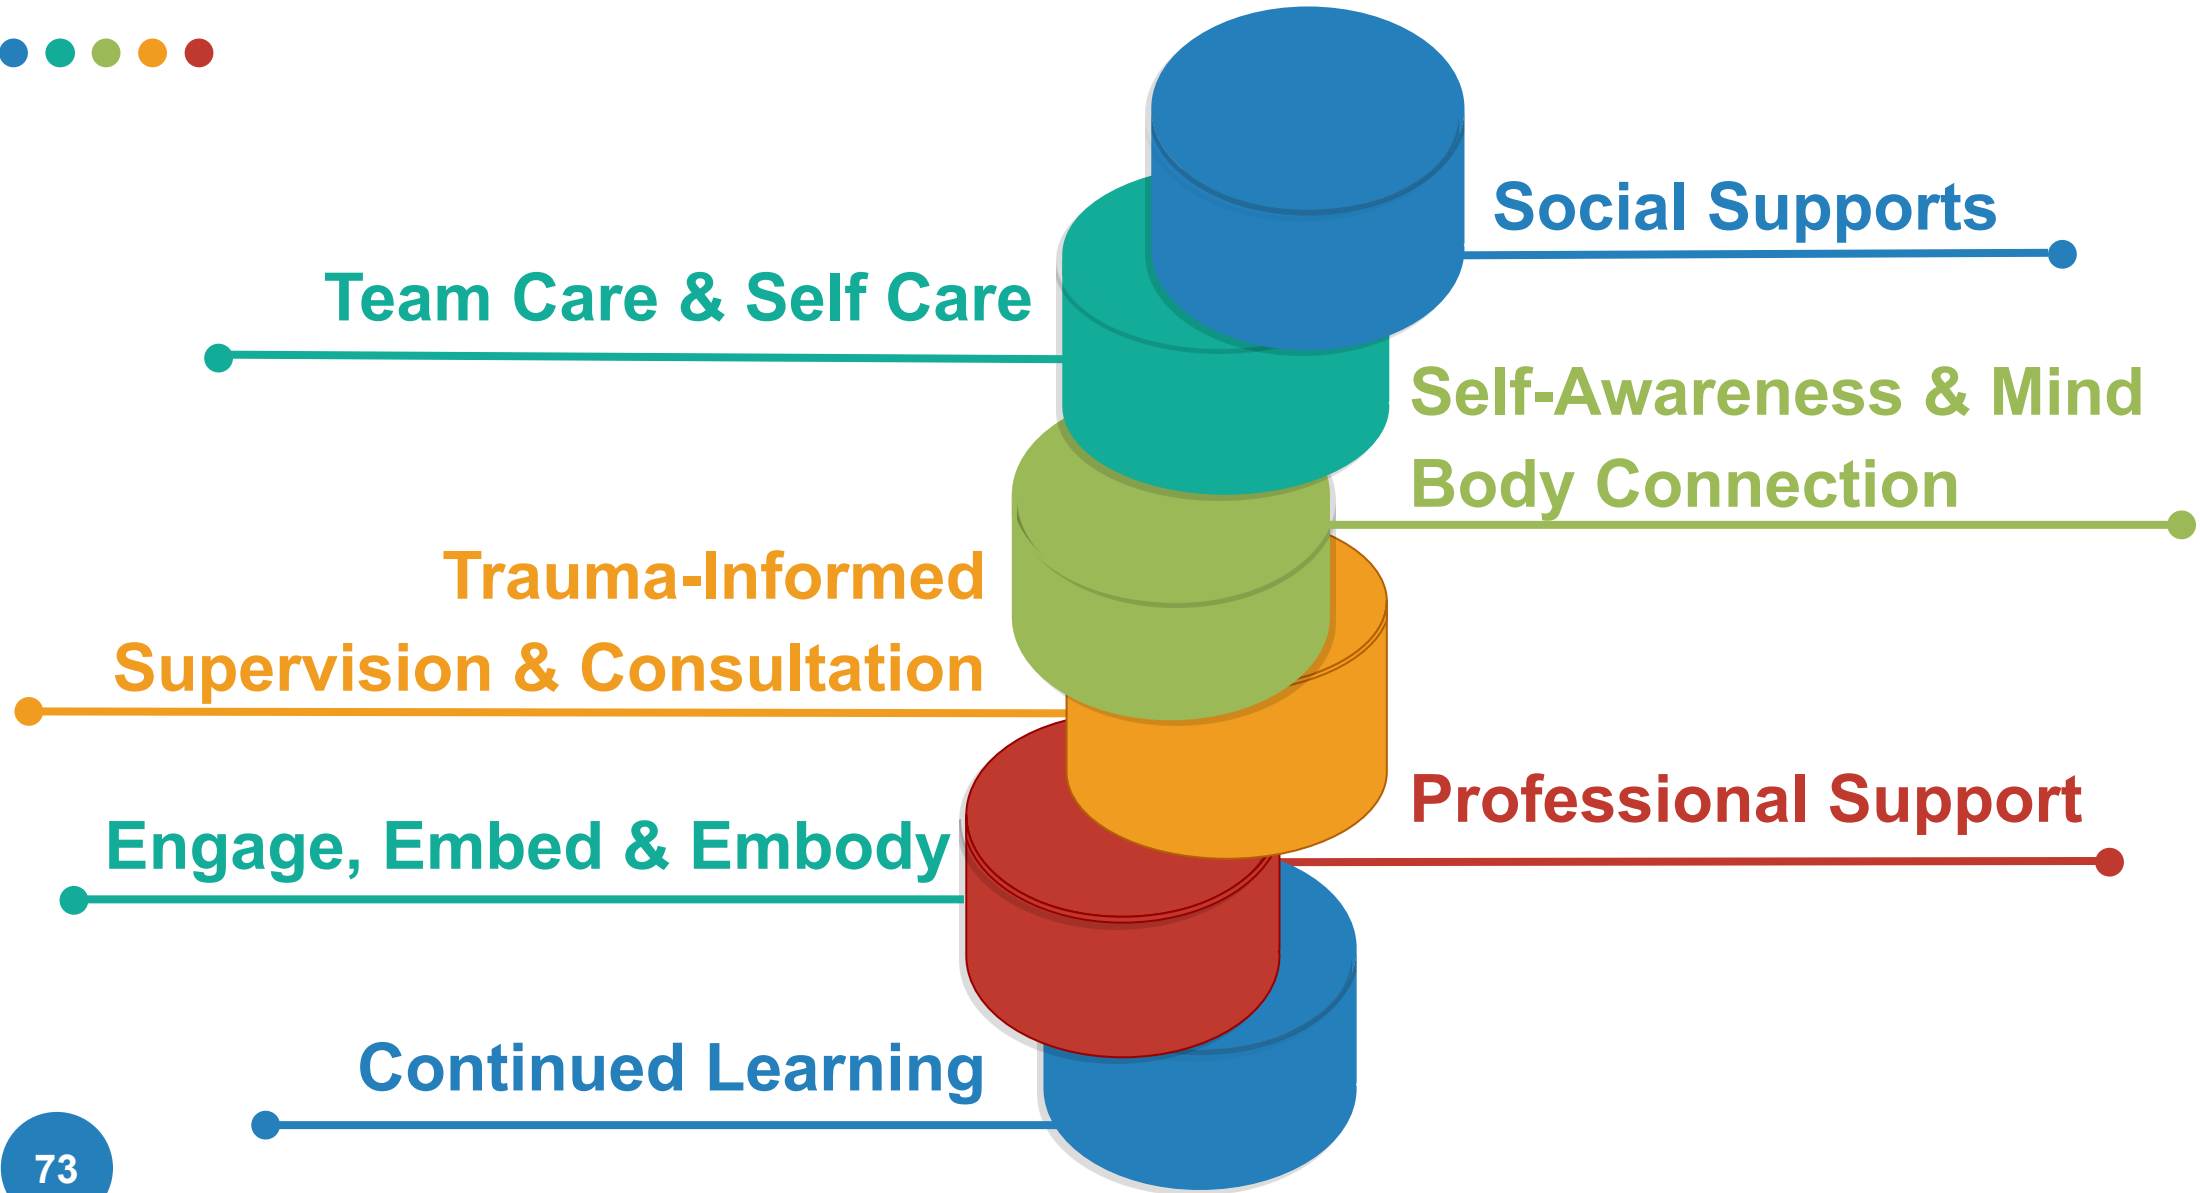 Social Supports
Team Care & Self Care
Self-Awareness & Mind
Body Connection
Trauma-Informed
Supervision & Consultation
Professional Support
Engage, Embed & Embody
Continued Learning
73